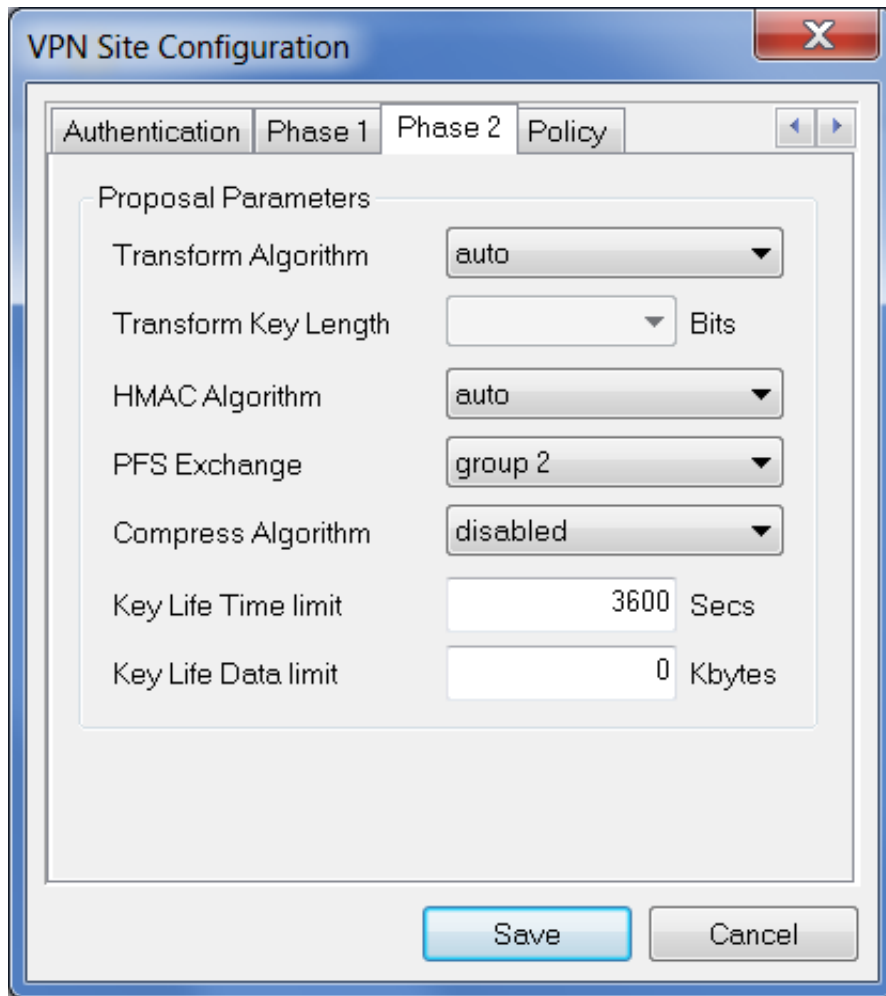 VPN Site Configuration
Authentication Phase 1 Phase 2 Policy
Proposal Parameters
Transform Algorithm auto
Transform Key Length Bits
HMAC Algorithm auto
PFS Exchange group 2
Compress Algorithm disabled
Key Life Time limit 3600 Secs
Key Life Data limit 0 Kbytes
Save Cancel